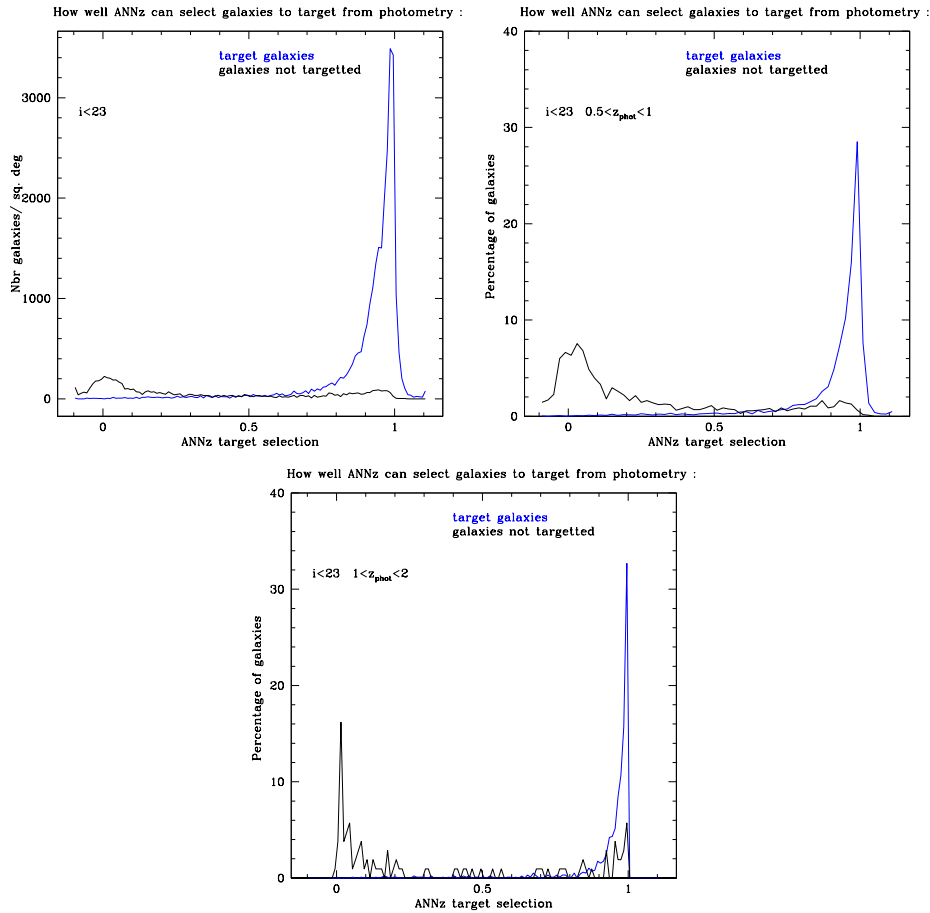 How well ANNz can select galaxies to target from photometry :
target galaxies
galaxies not targetted
i<23
3000
2000
1000
0
Nbr galaxies/ sq. deg
0
0.5
1
ANNz target selection
How well ANNz can select galaxies to target from photometry :
40
target galaxies
galaxies not targetted
i<23 0.5<zphot<1
30
20
10
0
Percentage of galaxies
0
0.5
1
ANNz target selection
How well ANNz can select galaxies to target from photometry :
40
target galaxies
galaxies not targetted
i<23 1<zphot<2
30
20
10
0
Percentage of galaxies
0
0.5
1
ANNz target selection